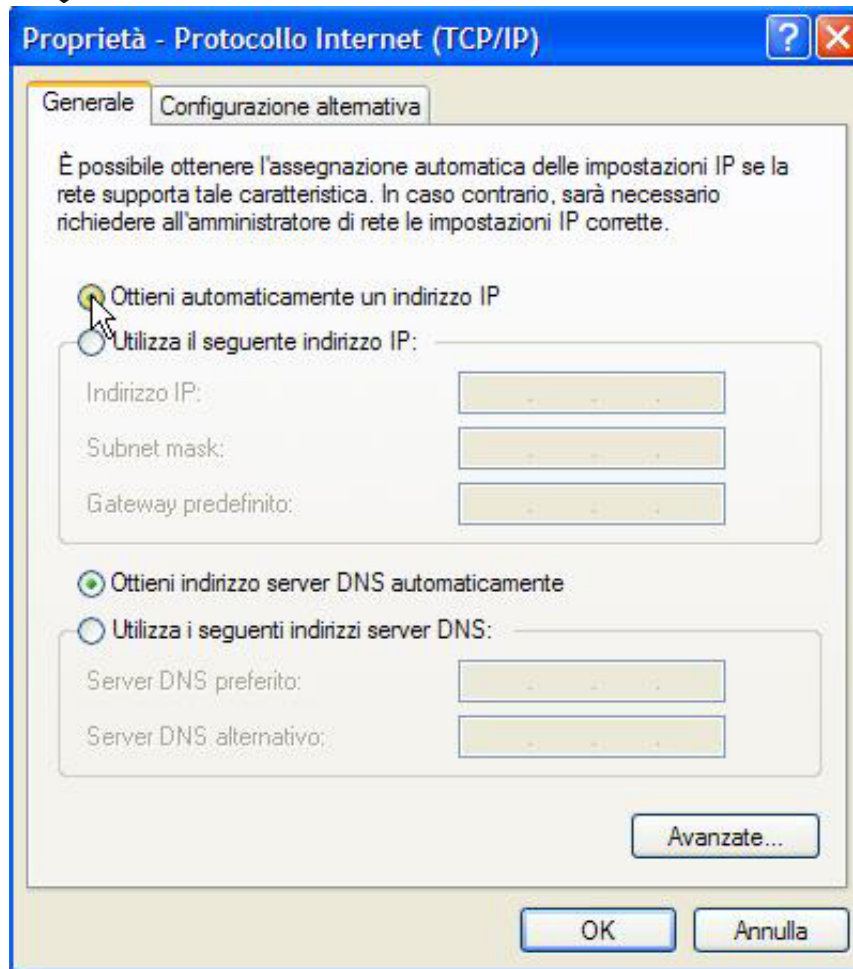 Proprietà - Protocollo Internet (TCP/IP)
Generale
Configurazione alternativa
È possibile ottenere l'assegnazione automatica delle impostazioni IP se la
rete supporta tale caratteristica. In caso contrario, sarà necessario
richiedere all'amministratore di rete le impostazioni IP corrette.
Ottieni automaticamente un indirizzo IP
Utilizza il seguente indirizzo IP:
Indirizzo IP:
Subnet mask:
Gateway predefinito:
Ottieni indirizzo server DNS automaticamente
Utilizza i seguenti indirizzi server DNS:
Server DNS preferito:
Server DNS alternativo:
Avanzate...
OK
Annulla